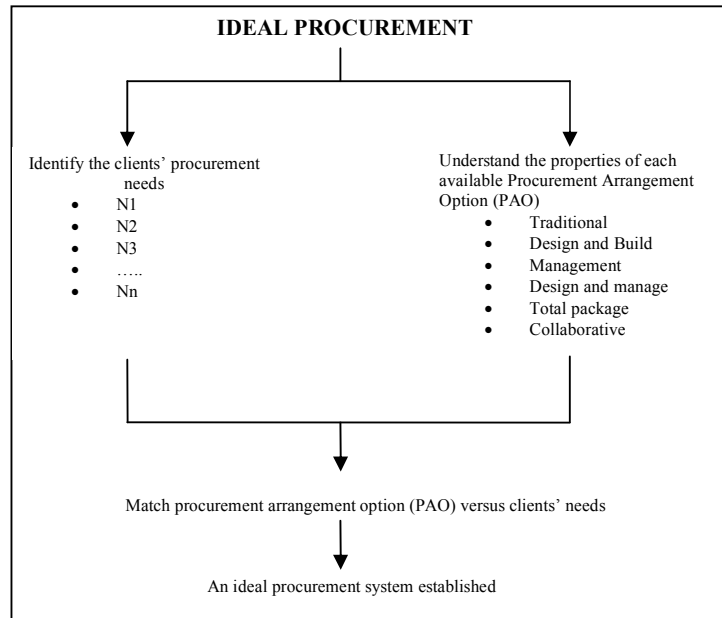 IDEAL PROCUREMENT
Identify the clients’ procurement
needs
• N1
• N2
• N3
• …..
• Nn
Understand the properties of each
available Procurement Arrangement
Option (PAO)
• Traditional
• Design and Build
• Management
• Design and manage
• Total package
• Collaborative
Match procurement arrangement option (PAO) versus clients’ needs
An ideal procurement system established